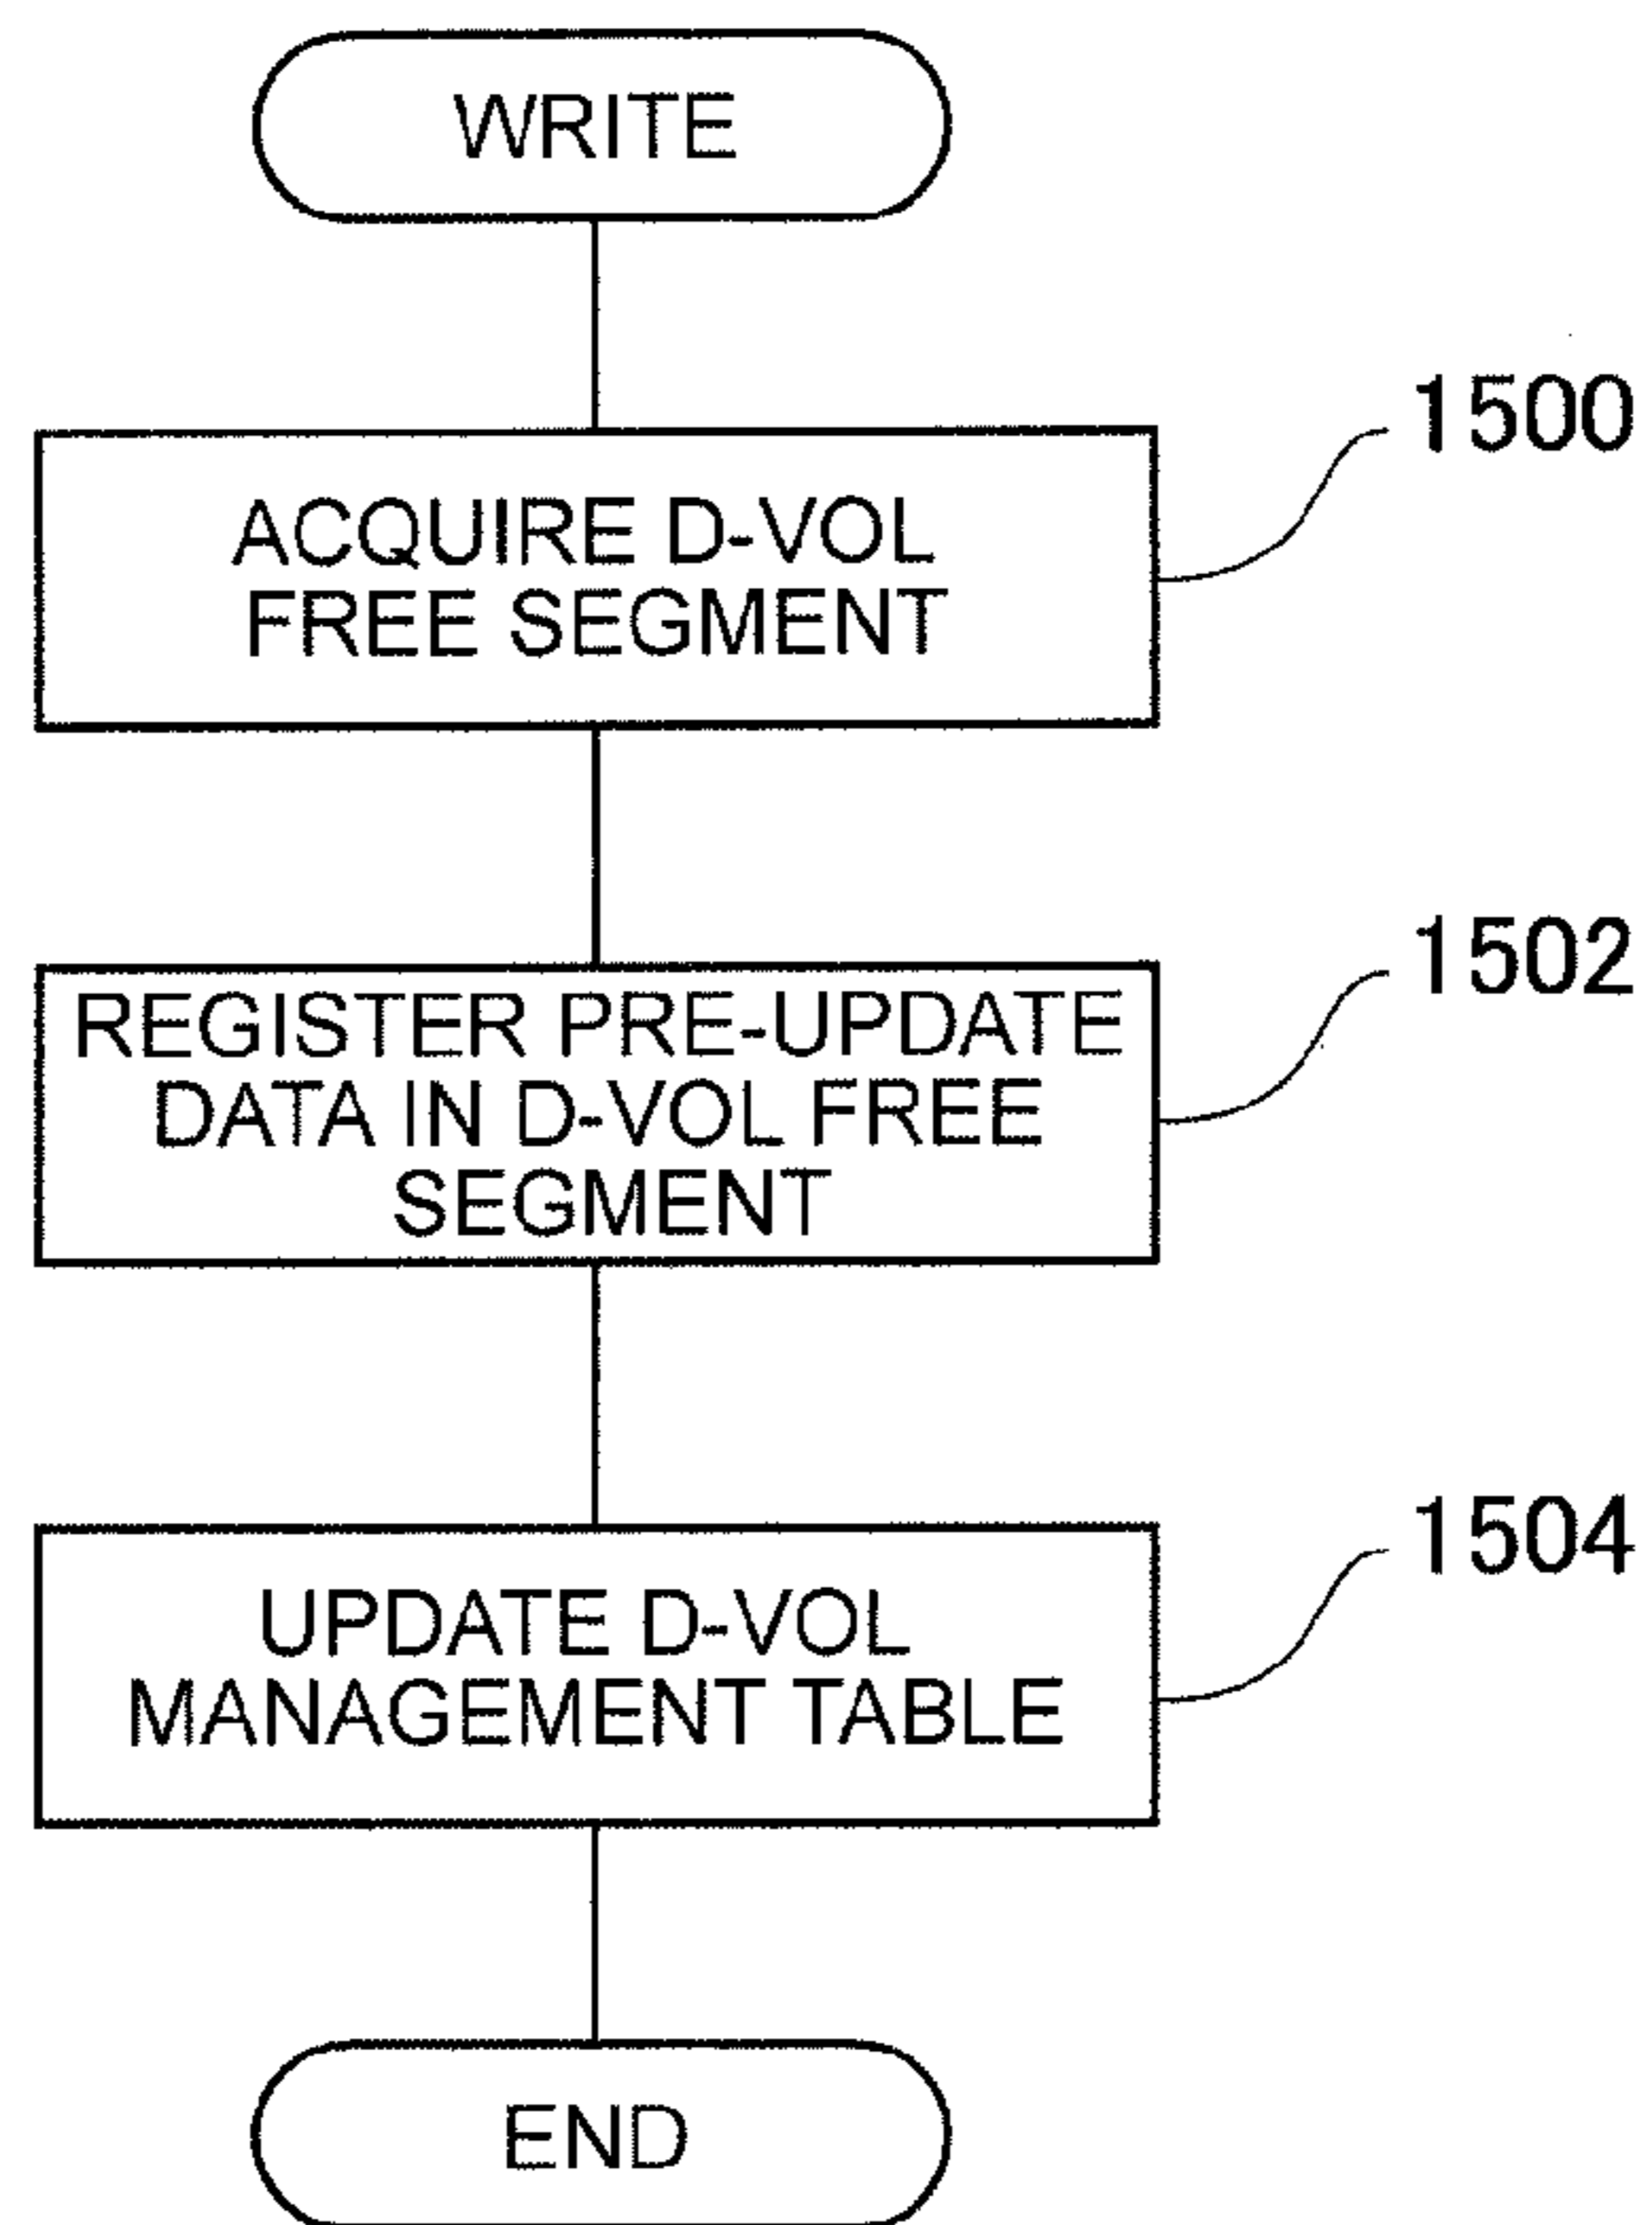 WRITE
1500
ACQUIRE D-VOL
FREE SEGMENT
1502
REGISTER PRE-UPDATE
DATA IN D-VOL FREE
SEGMENT
1504
UPDATE D-VOL
MANAGEMENT TABLE
END